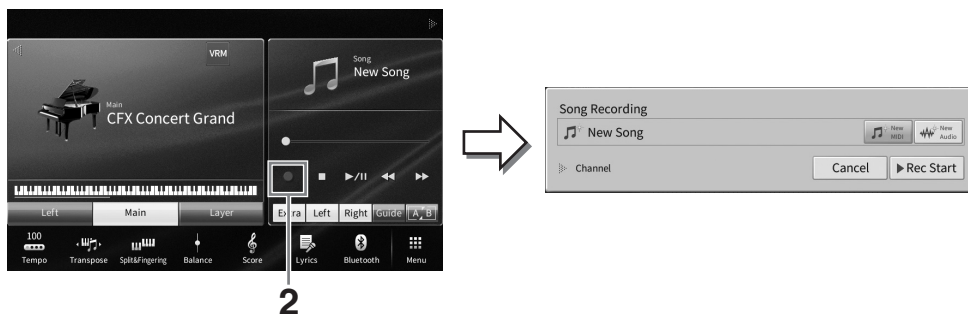 VRM
Main
CFX Concert Grand
Song
New Song
Left Main Layer
Extra Left Right Guide A B
100
Tempo Transpose Split&Fingering Balance Score Lyrics Bluetooth Menu
2
Song Recording
New Song
New MIDI
New Audio
Channel
Cancel Rec Start